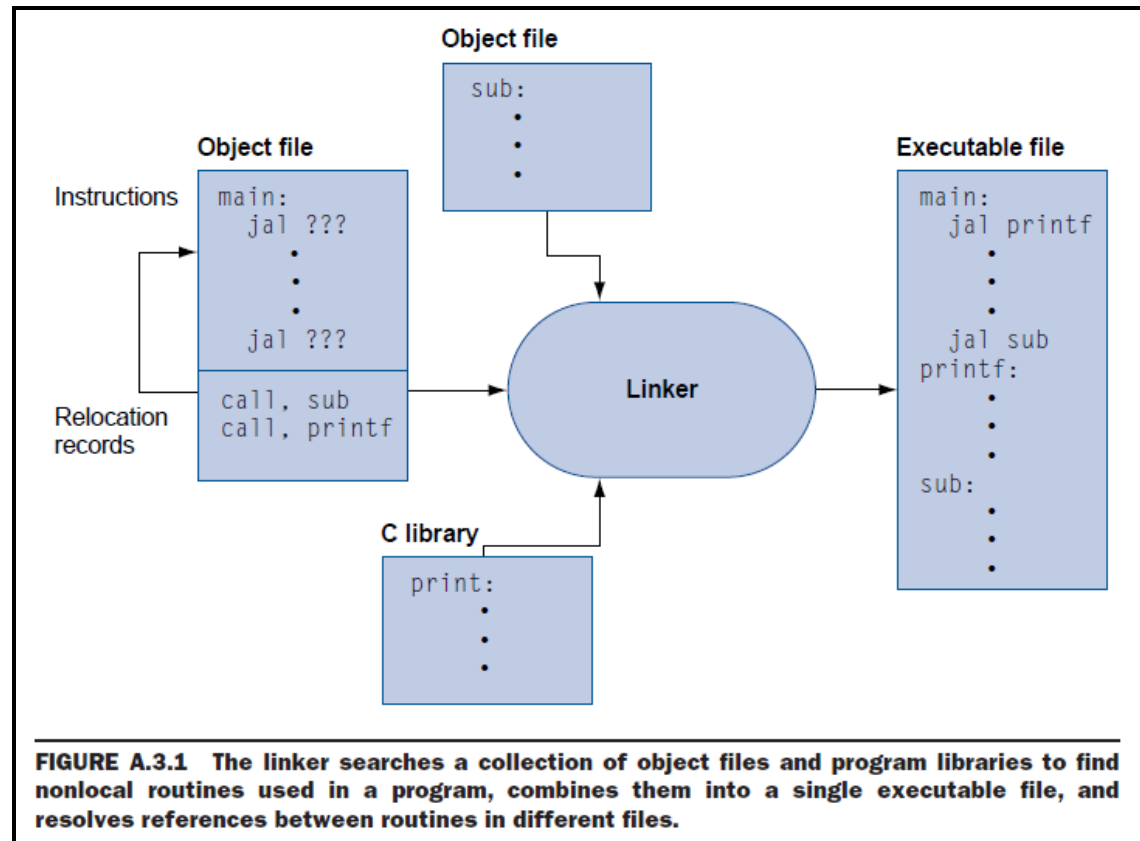 Object file
sub:
•
•
•
Object file
Instructions
main:
jal ???
•
•
•
jal ???
Relocation
records
call, sub
call, printf
Linker
C library
print:
•
•
•
Executable file
main:
jal printf
•
•
•
jal sub
printf:
•
•
•
sub:
•
•
•
FIGURE A.3.1 The linker searches a collection of object files and program libraries to find
nonlocal routines used in a program, combines them into a single executable file, and
resolves references between routines in different files.